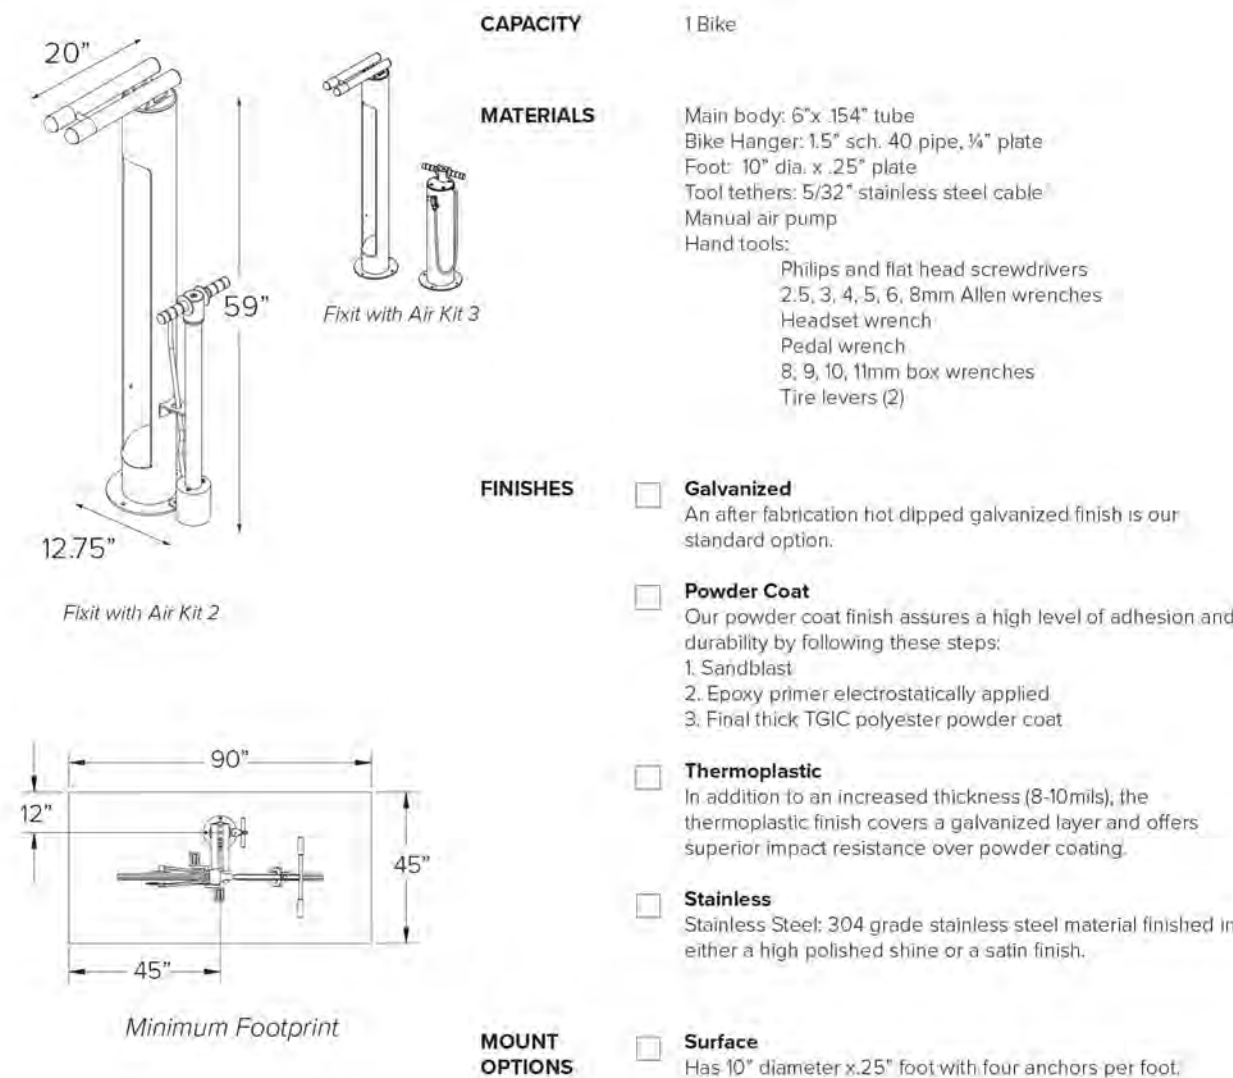 20”
59”
12.75”
Fixit with Air Kit 3
Fixit with Air Kit 2
90”
12”
45”
45”
Minimum Footprint
CAPACITY
1 Bike
MATERIALS
Main body: 6”x .154” tube
Bike Hanger: 1.5” sch. 40 pipe, ¼” plate
Foot: 10” dia. x .25” plate
Tool tethers: 5/32” stainless steel cable
Manual air pump
Hand tools:
Philips and flat head screwdrivers
2.5, 3, 4, 5, 6, 8mm Allen wrenches
Headset wrench
Pedal wrench
8, 9, 10, 11mm box wrenches
Tire levers (2)
FINISHES
Galvanized
An after fabrication hot dipped galvanized finish is our
standard option.
Powder Coat
Our powder coat finish assures a high level of adhesion and
durability by following these steps:
1. Sandblast
2. Epoxy primer electrostatically applied
3. Final thick TGIC polyester powder coat
Thermoplastic
In addition to an increased thickness (8-10mils), the
thermoplastic finish covers a galvanized layer and offers
superior impact resistance over powder coating.
Stainless
Stainless Steel: 304 grade stainless steel material finished in
either a high polished shine or a satin finish.
MOUNT
OPTIONS
Surface
Has 10” diameter x.25” foot with four anchors per foot.